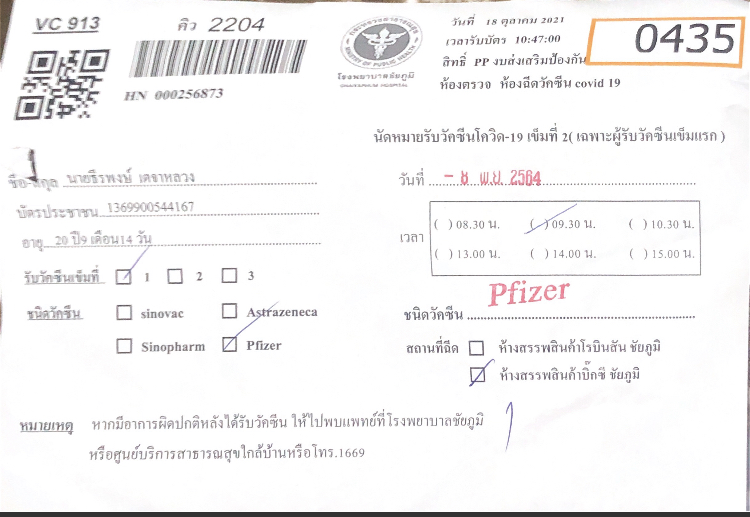 VC 913
คิว 2204
HN 000256873
กระทรวงสาธารณสุข
MINISTRY OF PUBLIC HEALTH
โรงพยาบาลชัยภูมิ
CHAIYAPHUM HOSPITAL
วันที่ 18 ตุลาคม 2021
เวลารับบัตร 10:47:00
สิทธิ์ PP งบส่งเสริมป้องกัน
ห้องตรวจ ห้องฉีดวัคซีน covid 19
0435
ชื่อ-สกุล นายธีรพงษ์ เดชาหลวง
บัตรประชาชน 1369900544167
อายุ 20 ปี9 เดือน14 วัน
รับวัคซีนเข็มที่ 1 2 3
ชนิดวัคซีน sinovac Astrazeneca
Sinopharm Pfizer
นัดหมายรับวัคซีนโควิด-19 เข็มที่ 2( เฉพาะผู้รับวัคซีนเข็มแรก )
วันที่ - 8 พ.ย. 2564
เวลา
( ) 08.30 น. ( ) 09.30 น. ( ) 10.30 น.
( ) 13.00 น. ( ) 14.00 น. ( ) 15.00 น.
ชนิดวัคซีน Pfizer
สถานที่ฉีด ห้างสรรพสินค้าโรบินสัน ชัยภูมิ
ห้างสรรพสินค้าบิ๊กซี ชัยภูมิ
หมายเหตุ หากมีอาการผิดปกติหลังได้รับวัคซีน ให้ไปพบแพทย์ที่โรงพยาบาลชัยภูมิ
หรือศูนย์บริการสาธารณสุขใกล้บ้านหรือโทร.1669